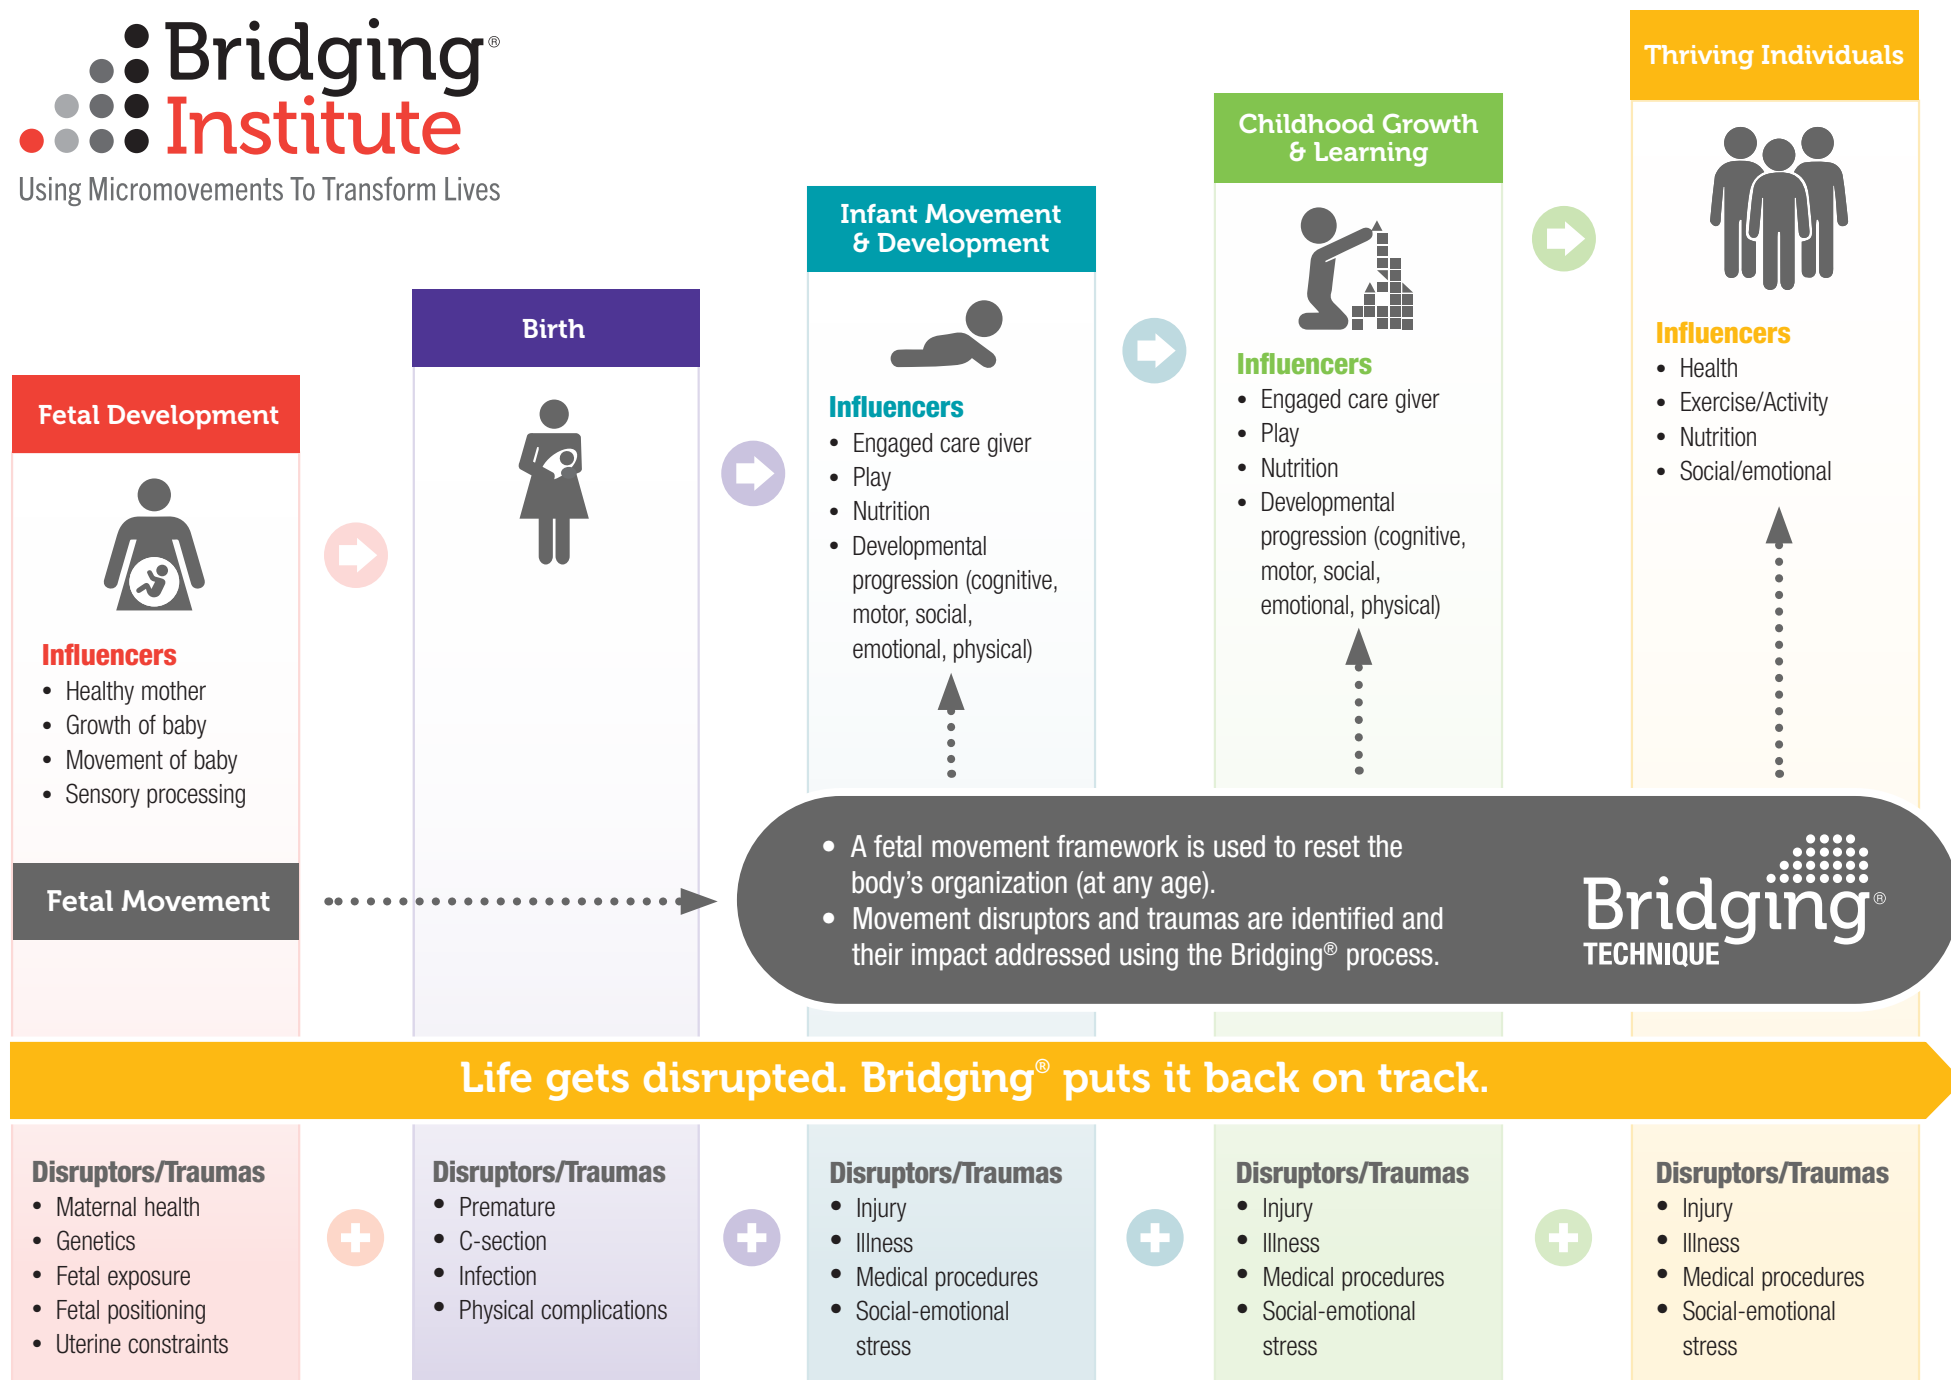 Bridging®
Institute
Using Micromovements To Transform Lives
Fetal Development
Influencers
• Healthy mother
• Growth of baby
• Movement of baby
• Sensory processing
Fetal Movement
Birth
Infant Movement
& Development
Influencers
• Engaged care giver
• Play
• Nutrition
• Developmental
progression (cognitive,
motor, social,
emotional, physical)
Childhood Growth
& Learning
Influencers
• Engaged care giver
• Play
• Nutrition
• Developmental
progression (cognitive,
motor, social,
emotional, physical)
Thriving Individuals
Influencers
• Health
• Exercise/Activity
• Nutrition
• Social/emotional
• A fetal movement framework is used to reset the
body's organization (at any age).
• Movement disruptors and traumas are identified and
their impact addressed using the Bridging® process.
Bridging®
TECHNIQUE
Life gets disrupted. Bridging® puts it back on track.
Disruptors/Traumas
• Maternal health
• Genetics
• Fetal exposure
• Fetal positioning
• Uterine constraints
Disruptors/Traumas
• Premature
• C-section
• Infection
• Physical complications
Disruptors/Traumas
• Injury
• Illness
• Medical procedures
• Social-emotional
stress
Disruptors/Traumas
• Injury
• Illness
• Medical procedures
• Social-emotional
stress
Disruptors/Traumas
• Injury
• Illness
• Medical procedures
• Social-emotional
stress